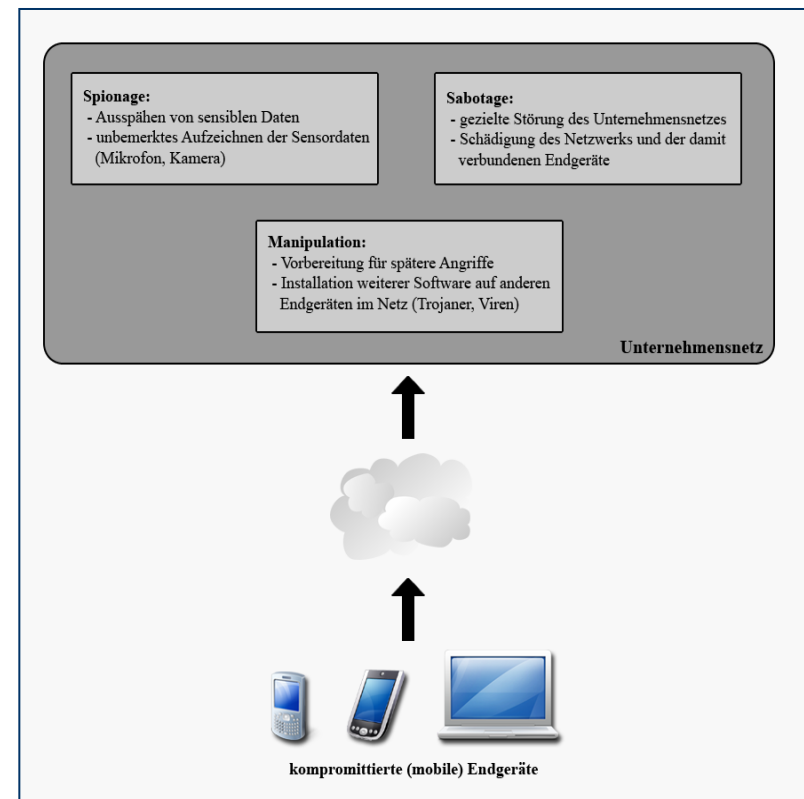 Spionage:
- Ausspähen von sensiblen Daten
- unbemerktes Aufzeichnen der Sensordaten
(Mikrofon, Kamera)
Sabotage:
- gezielte Störung des Unternehmensnetzes
- Schädigung des Netzwerks und der damit
verbundenen Endgeräte
Manipulation:
- Vorbereitung für spätere Angriffe
- Installation weiterer Software auf anderen
Endgeräten im Netz (Trojaner, Viren)
Unternehmensnetz
kompromittierte (mobile) Endgeräte